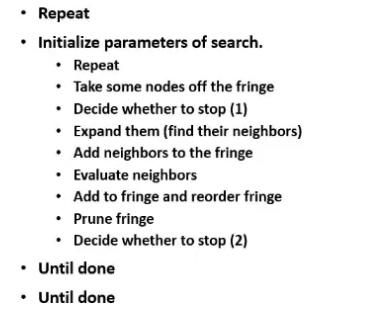 • Repeat
• Initialize parameters of search.
• Repeat
• Take some nodes off the fringe
• Decide whether to stop (1)
• Expand them (find their neighbors)
• Add neighbors to the fringe
• Evaluate neighbors
• Add to fringe and reorder fringe
• Prune fringe
• Decide whether to stop (2)
• Until done
• Until done